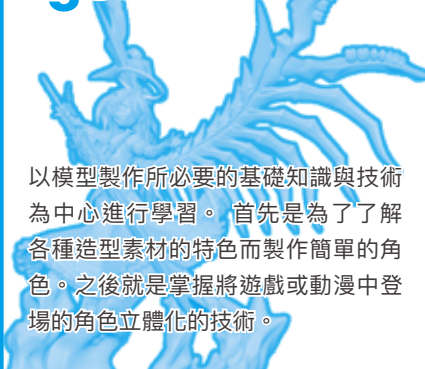 以模型製作所必要的基礎知識與技術
為中心進行學習。 首先是為了了解
各種造型素材的特色而製作簡單的角
色。之後就是掌握將遊戲或動漫中登
場的角色立體化的技術。